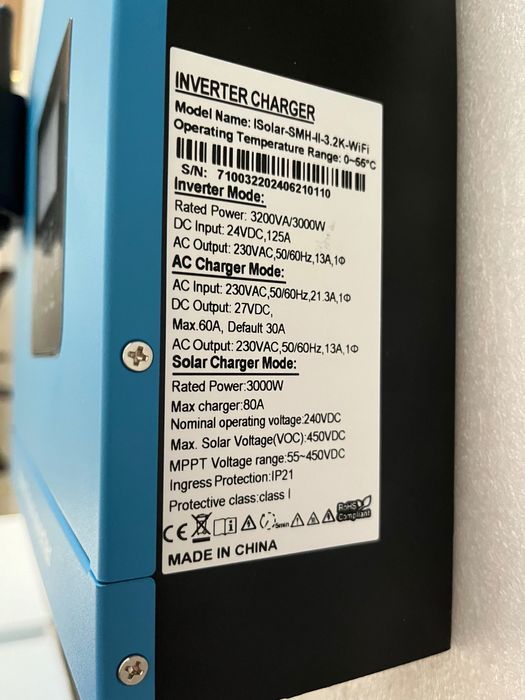 INVERTER CHARGER
Model Name: ISolar-SMH-II-3.2K-WiFi
Operating Temperature Range: 0~55°C
S/N: 710032202406210110
Inverter Mode:
Rated Power: 3200VA/3000W
DC Input: 24VDC,125A
AC Output: 230VAC,50/60Hz,13A,1Φ
AC Charger Mode:
AC Input: 230VAC,50/60Hz,21.3A,1Φ
DC Output: 27VDC,
Max.60A, Default 30A
AC Output: 230VAC,50/60Hz,13A,1Φ
Solar Charger Mode:
Rated Power:3000W
Max charger:80A
Nominal operating voltage:240VDC
Max. Solar Voltage(VOC):450VDC
MPPT Voltage range:55~450VDC
Ingress Protection:IP21
Protective class:class I
CE 5min RoHS Compliant
MADE IN CHINA